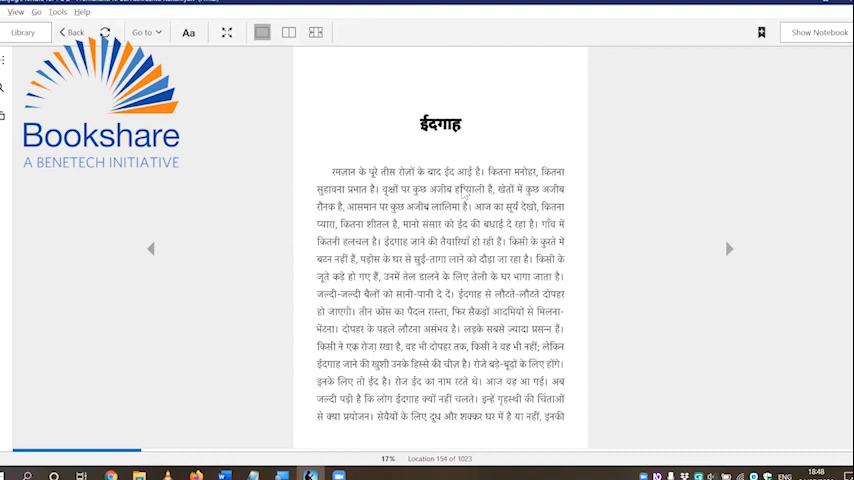 View Go Tools Help
Library
Back
Go to
Aa
Show Notebook
Bookshare
A BENETECH INITIATIVE
ईदगाह
रमज़ान के पूरे तीस रोज़ों के बाद ईद आई है। कितना मनोहर, कितना
सुहावना प्रभात है। वृक्षों पर कुछ अजीब हरियाली है, खेतों में कुछ अजीब
रौनक है, आसमान पर कुछ अजीब लालिमा है। आज का सूर्य देखो, कितना
प्यारा, कितना शीतल है, मानो संसार को ईद की बधाई दे रहा है। गाँव में
कितनी हलचल है। ईदगाह जाने की तैयारियाँ हो रही हैं। किसी के कुरते में
बटन नहीं हैं, पड़ोस के घर से सुई-तागा लाने को दौड़ा जा रहा है। किसी के
जूते कड़े हो गए हैं, उनमें तेल डालने के लिए तेली के घर भागा जाता है।
जल्दी-जल्दी बैलों को सानी-पानी दे दें। ईदगाह से लौटते-लौटते दोपहर
हो जाएगी। तीन कोस का पैदल रास्ता, फिर सैकड़ों आदमियों से मिलना-
भेंटना। दोपहर के पहले लौटना असंभव है। लड़के सबसे ज़्यादा प्रसन्न हैं।
किसी ने एक रोजा़ रखा है, वह भी दोपहर तक, किसी ने वह भी नहीं; लेकिन
ईदगाह जाने की खुशी उनके हिस्से की चीज़ है। रोजे बड़े-बूढ़ों के लिए होंगे।
इनके लिए तो ईद है। रोज ईद का नाम रटते थे। आज वह आ गई। अब
जल्दी पड़ी है कि लोग ईदगाह क्यों नहीं चलते। इन्हें गृहस्थी की चिंताओं
से क्या प्रयोजन। सेवैयों के लिए दूध और शक्कर घर में है या नहीं, इनकी
17% Location 154 of 1023
18:48